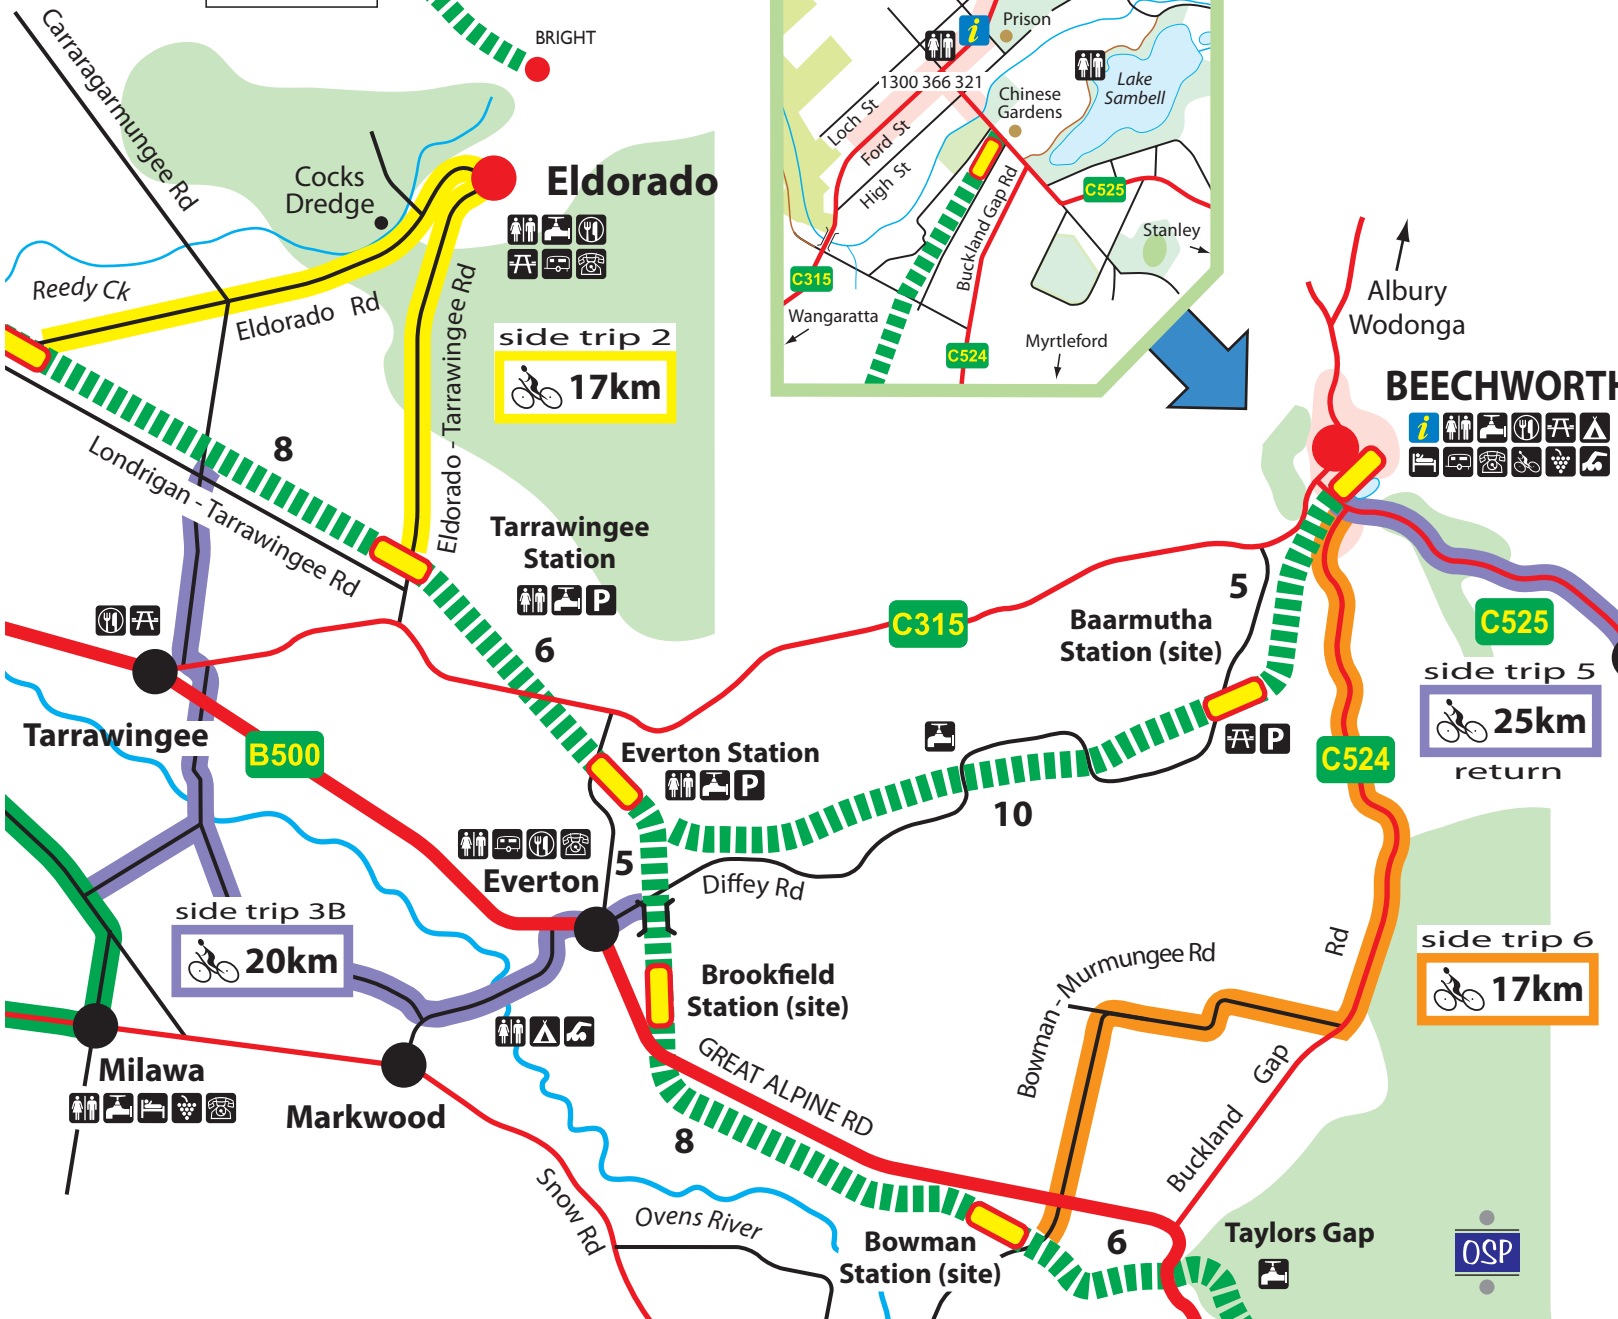 BRIGHT
Carraragarmungee Rd
Cocks
Dredge
Eldorado
Reedy Ck
Eldorado Rd
Eldorado - Tarrawingee Rd
side trip 2
17km
8
Londrigan - Tarrawingee Rd
Tarrawingee
Station
P
6
Prison
i
1300 366 321
Lake
Sambell
Chinese
Gardens
Loch St
Ford St
High St
Buckland Gap Rd
C525
Stanley
C315
Wangaratta
C524
Myrtleford
Albury
Wodonga
BEECHWORTH
i
C315
5
Baarmutha
Station (site)
P
C525
side trip 5
25km
return
C524
Tarrawingee
B500
Everton Station
P
10
Everton
5
Diffey Rd
side trip 3B
20km
Brookfield
Station (site)
Bowman - Murmungee Rd
Rd
side trip 6
17km
Milawa
Markwood
GREAT ALPINE RD
Gap
Buckland
8
Snow Rd
Ovens River
Bowman
Station (site)
6
Taylors Gap
OSP